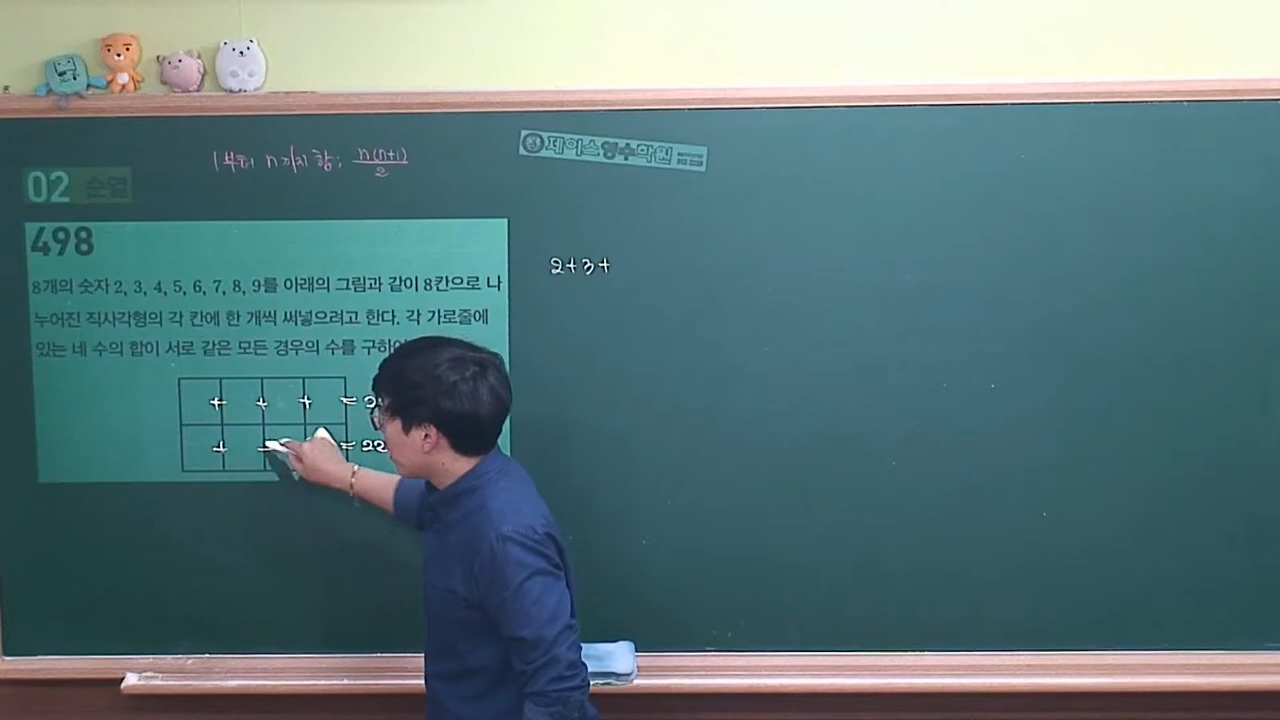 1부터 n까지 합; n(n+1)/2
제이스영수학원
02 순열
498
8개의 숫자 2, 3, 4, 5, 6, 7, 8, 9를 아래의 그림과 같이 8칸으로 나
누어진 직사각형의 각 칸에 한 개씩 써넣으려고 한다. 각 가로줄에
있는 네 수의 합이 서로 같은 모든 경우의 수를 구하
+ + + =
+ = 22
2+3+